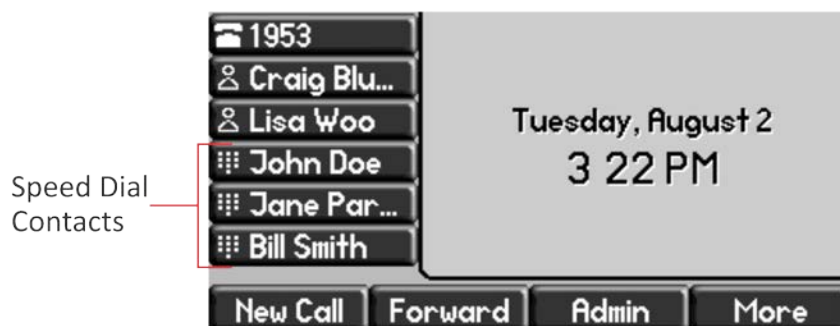 1953
Craig Blu...
Lisa Woo
John Doe
Jane Par...
Bill Smith
Speed Dial
Contacts
Tuesday, August 2
3 22 PM
New Call Forward Admin More